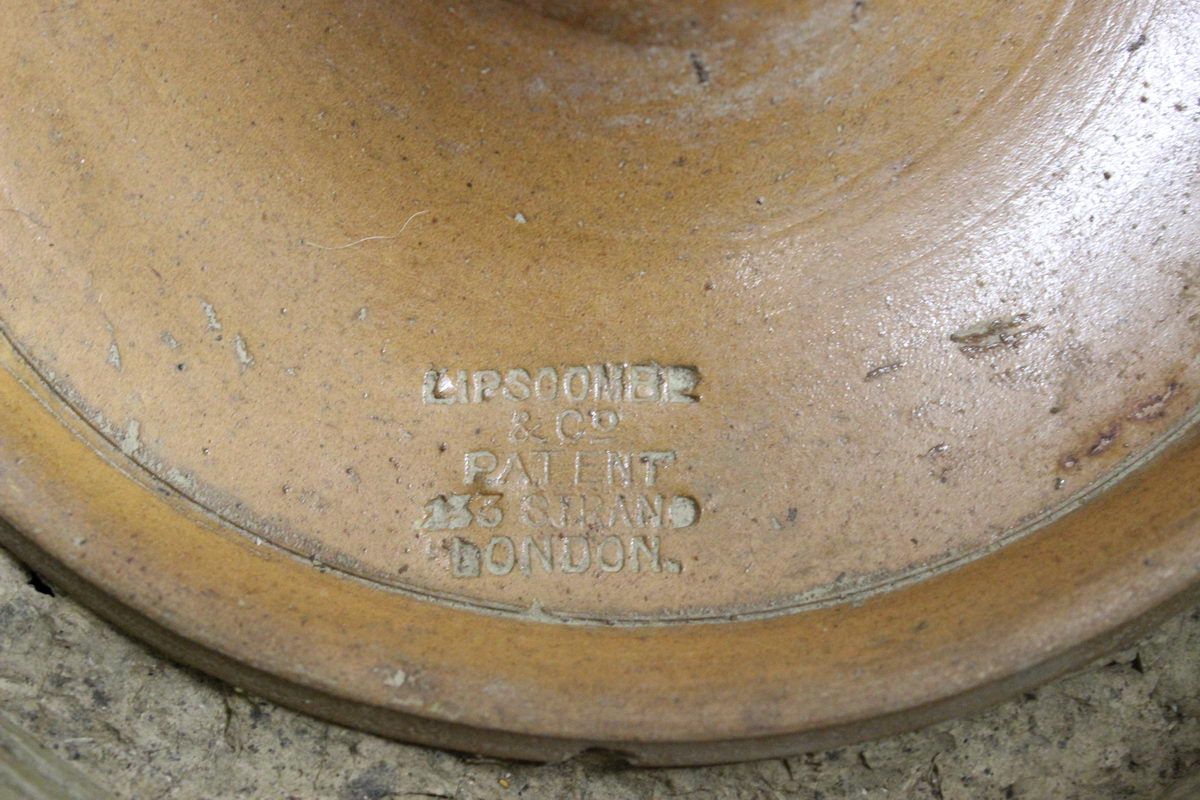 LIPSCOMBE
& CO
PATENT
233 STRAND
LONDON.